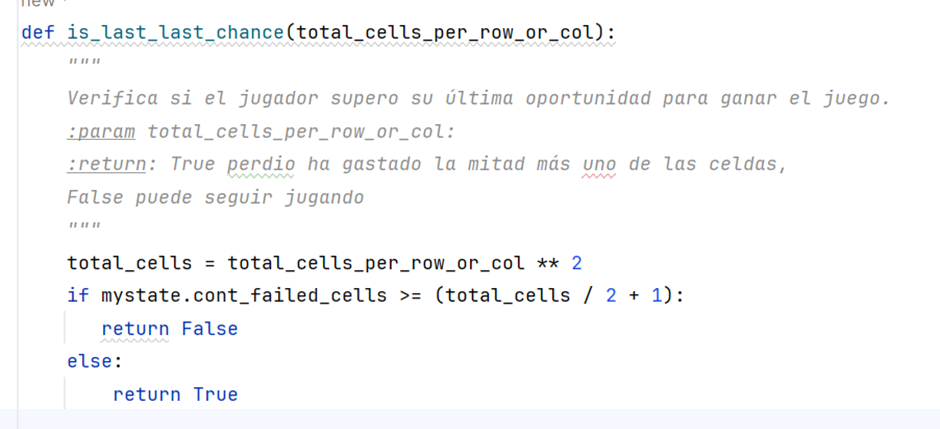 new *
def is_last_last_chance(total_cells_per_row_or_col):
"""
Verifica si el jugador supero su última oportunidad para ganar el juego.
:param total_cells_per_row_or_col:
:return: True perdio ha gastado la mitad más uno de las celdas,
False puede seguir jugando
"""
total_cells = total_cells_per_row_or_col ** 2
if mystate.cont_failed_cells >= (total_cells / 2 + 1):
return False
else:
return True